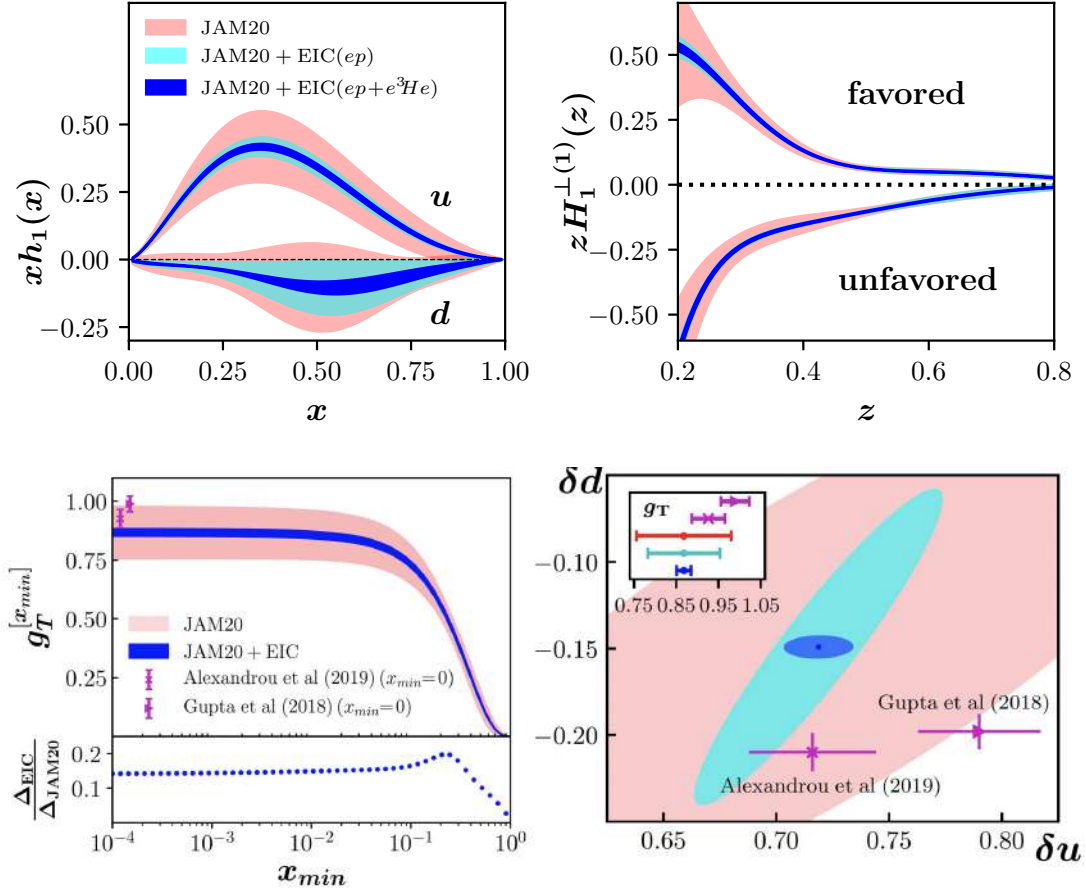 JAM20
JAM20 + EIC(ep)
JAM20 + EIC(ep+e³He)
xh₁(x)
0.50
0.25
0.00
−0.25
u
d
0.00 0.25 0.50 0.75 1.00
x
zH₁^⊥(1)(z)
0.50
0.25
0.00
−0.25
−0.50
favored
unfavored
0.2 0.4 0.6 0.8
z
g_T^[x_min]
1.00
0.75
0.50
0.25
JAM20
JAM20 + EIC
Alexandrou et al (2019) (x_min=0)
Gupta et al (2018) (x_min=0)
Δ_EIC
Δ_JAM20
0.2
0.1
10⁻⁴ 10⁻³ 10⁻² 10⁻¹ 10⁰
x_min
δd
g_T
0.75 0.85 0.95 1.05
−0.10
−0.15
−0.20
Gupta et al (2018)
Alexandrou et al (2019)
0.65 0.70 0.75 0.80
δu